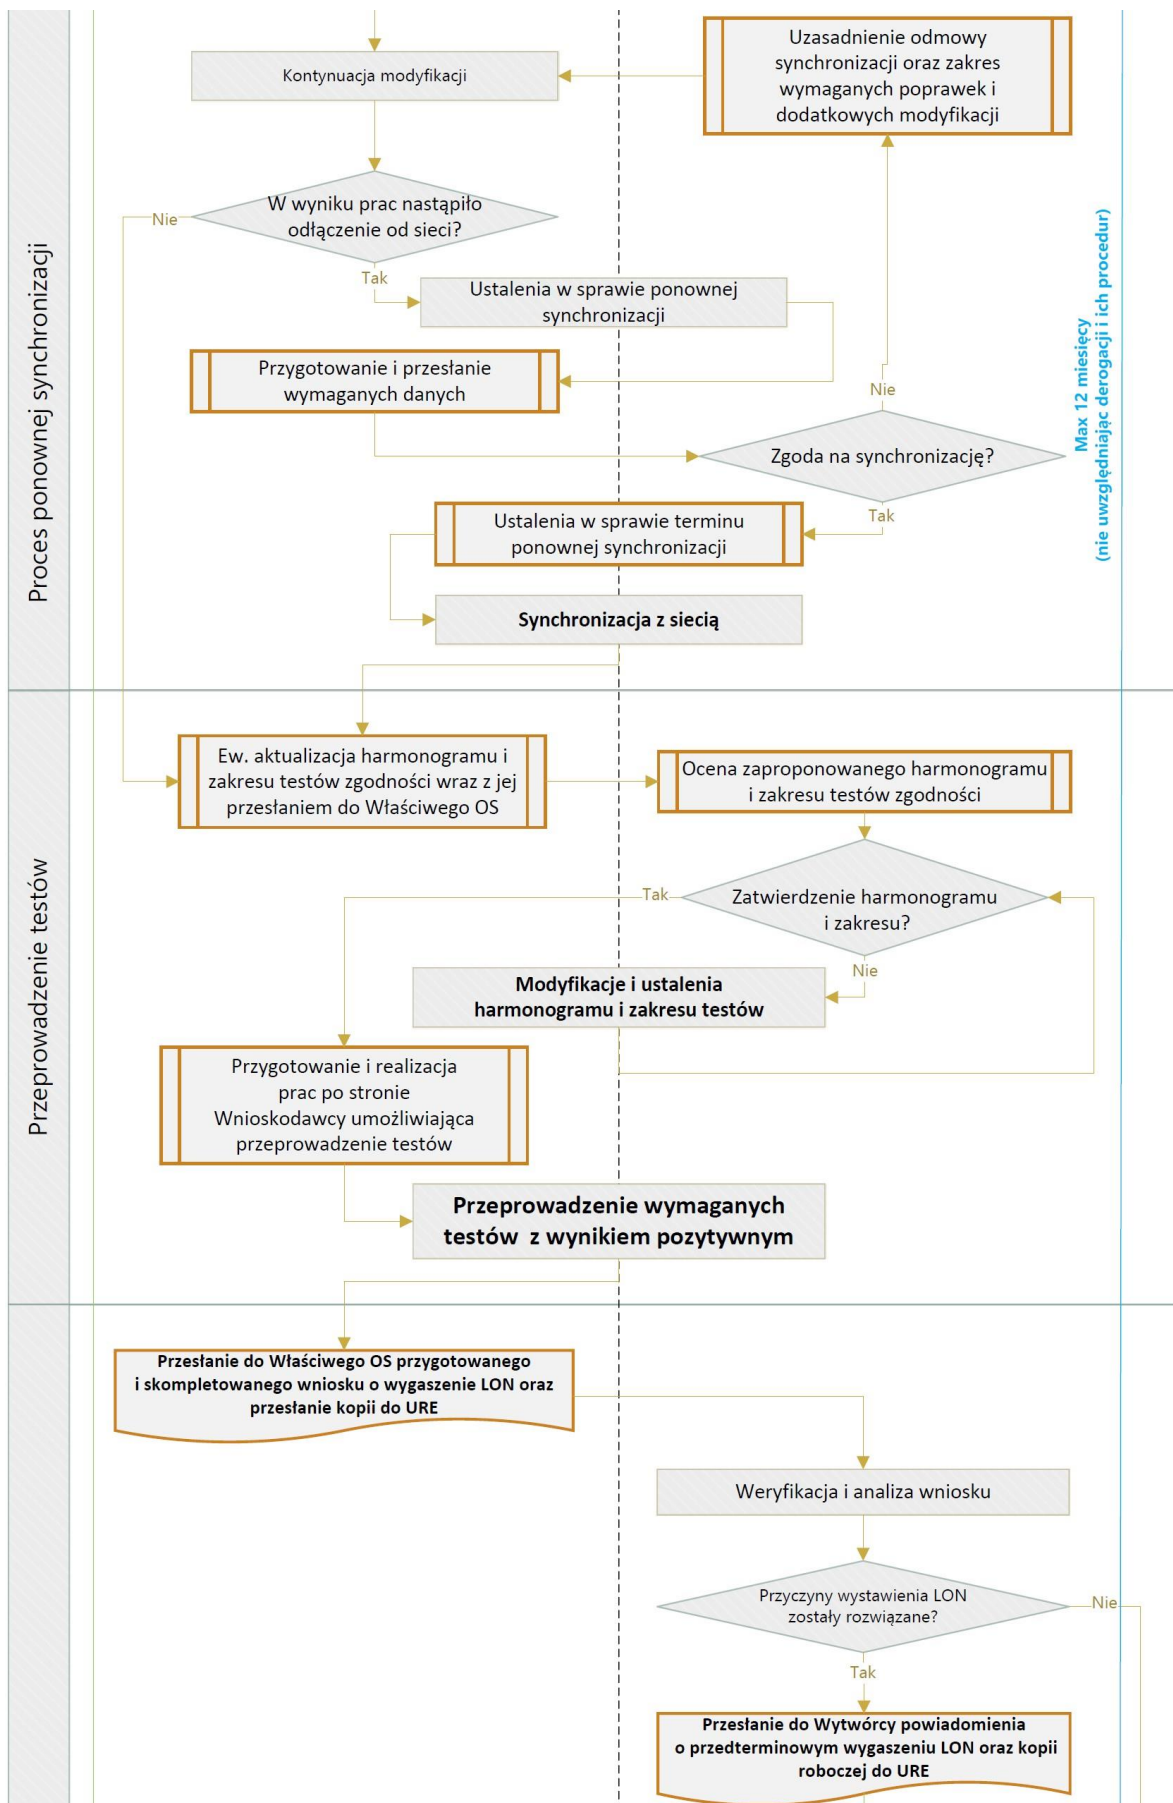 Proces ponownej synchronizacji
Kontynuacja modyfikacji
Uzasadnienie odmowy
synchronizacji oraz zakres
wymaganych poprawek i
dodatkowych modyfikacji
W wyniku prac nastąpiło
odłączenie od sieci?
Nie
Tak
Ustalenia w sprawie ponownej
synchronizacji
Przygotowanie i przesłanie
wymaganych danych
Nie
Zgoda na synchronizację?
Tak
Max 12 miesięcy
(nie uwzględniając derogacji i ich procedur)
Ustalenia w sprawie terminu
ponownej synchronizacji
Synchronizacja z siecią
Przeprowadzenie testów
Ew. aktualizacja harmonogramu i
zakresu testów zgodności wraz z jej
przesłaniem do Właściwego OS
Ocena zaproponowanego harmonogramu
i zakresu testów zgodności
Tak
Zatwierdzenie harmonogramu
i zakresu?
Nie
Modyfikacje i ustalenia
harmonogramu i zakresu testów
Przygotowanie i realizacja
prac po stronie
Wnioskodawcy umożliwiająca
przeprowadzenie testów
Przeprowadzenie wymaganych
testów z wynikiem pozytywnym
Przesłanie do Właściwego OS przygotowanego
i skompletowanego wniosku o wygaszenie LON oraz
przesłanie kopii do URE
Weryfikacja i analiza wniosku
Przyczyny wystawienia LON
zostały rozwiązane?
Nie
Tak
Przesłanie do Wytwórcy powiadomienia
o przedterminowym wygaszeniu LON oraz kopii
roboczej do URE